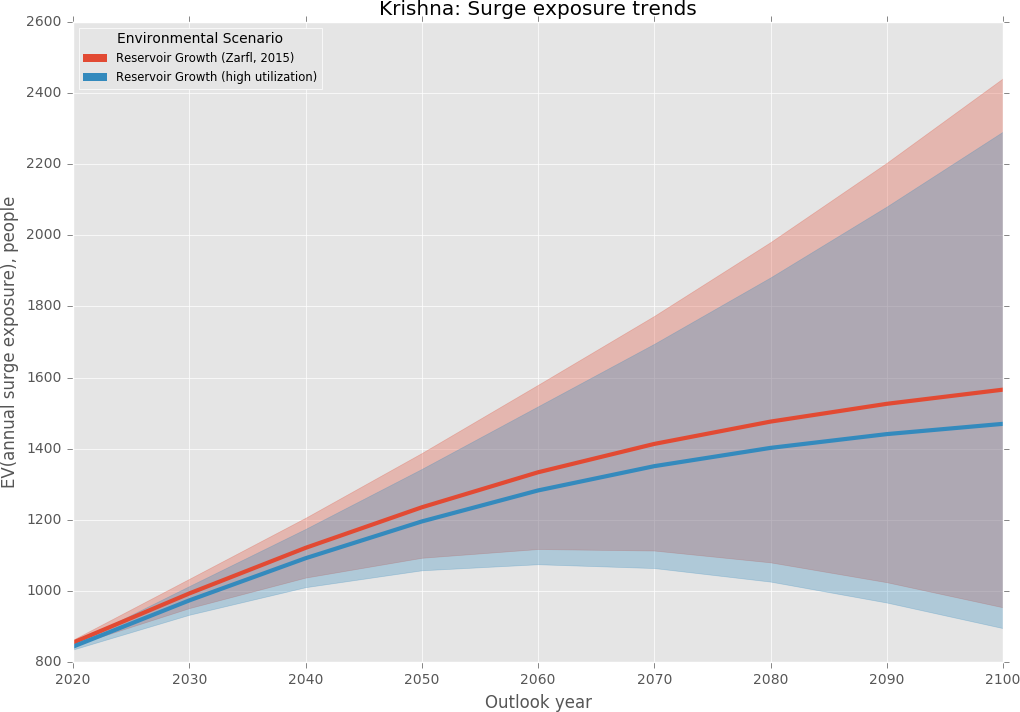 Krishna: Surge exposure trends
Environmental Scenario
Reservoir Growth (Zarfl, 2015)
Reservoir Growth (high utilization)
EV(annual surge exposure), people
2600
2400
2200
2000
1800
1600
1400
1200
1000
800
2020 2030 2040 2050 2060 2070 2080 2090 2100
Outlook year